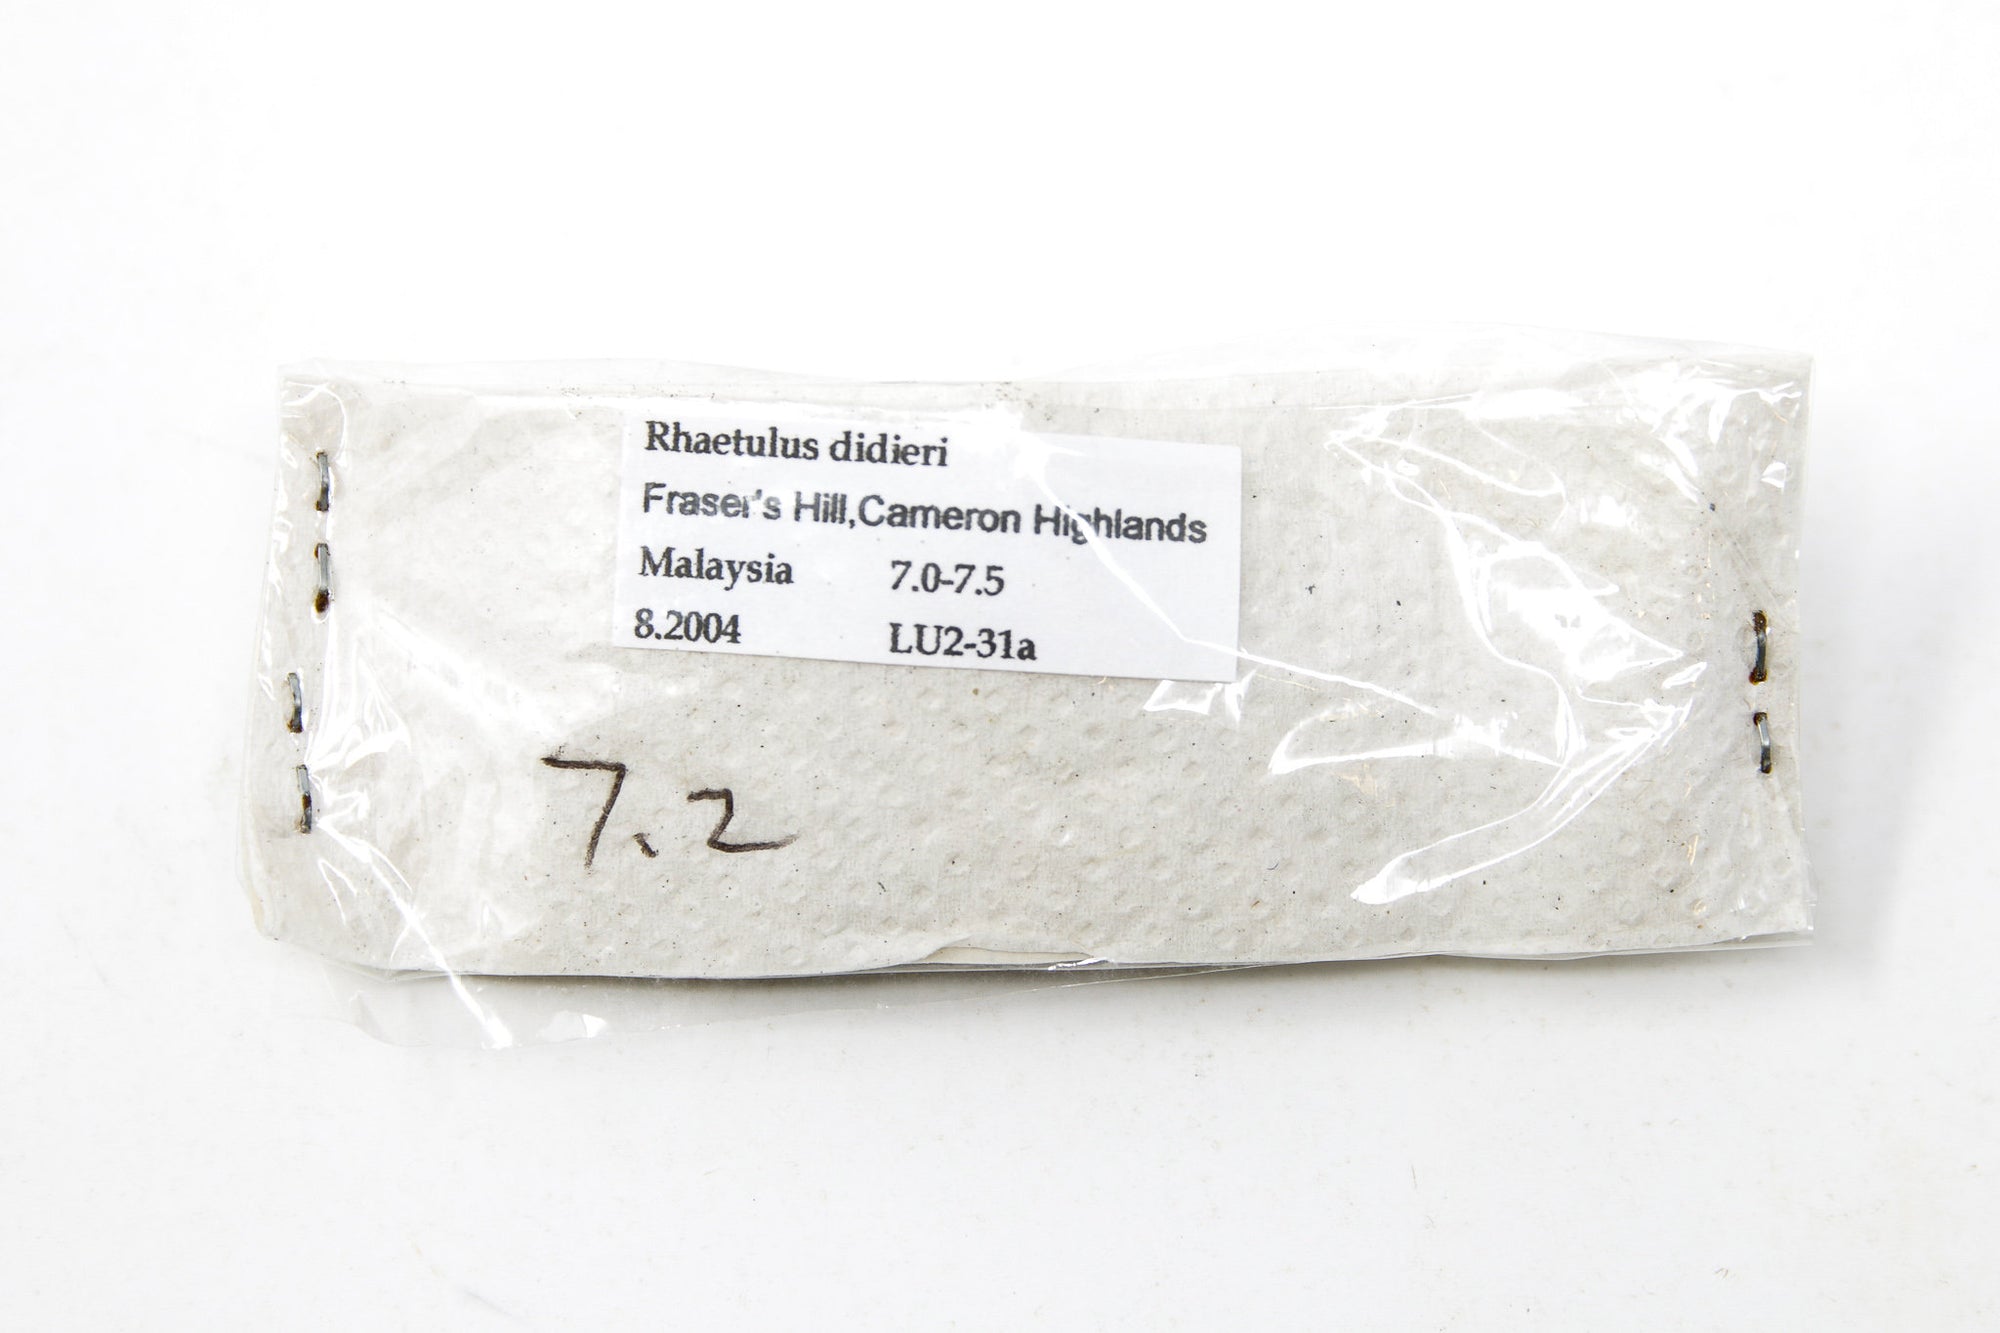 Rhaetulus didieri
Fraser's Hill,Cameron Highlands
Malaysia 7.0-7.5
8.2004 LU2-31a
7.2